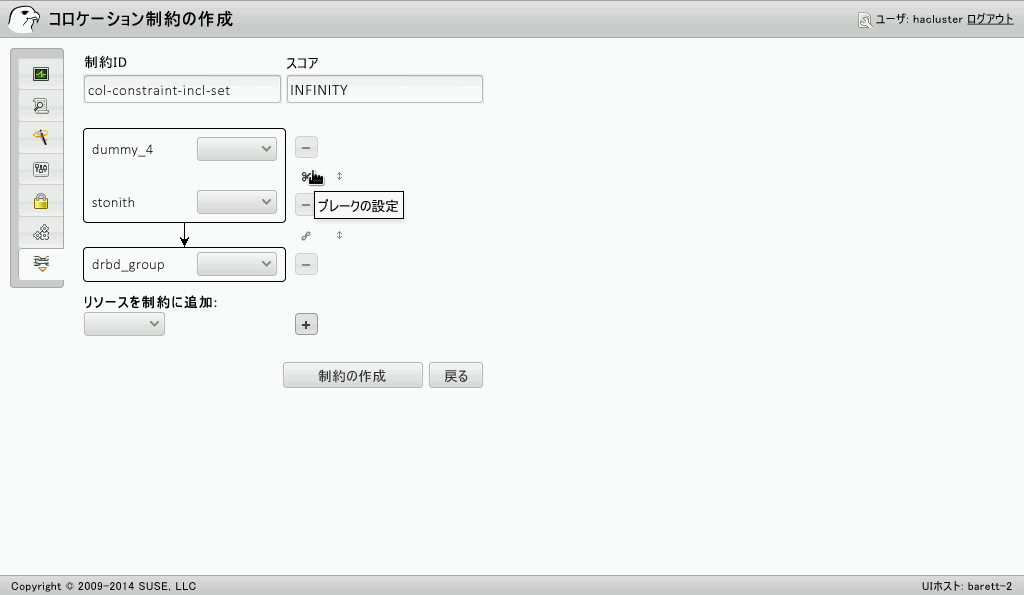 コロケーション制約の作成
ユーザ: hacluster ログアウト
制約ID スコア
col-constraint-incl-set INFINITY
dummy_4
stonith
ブレークの設定
drbd_group
リソースを制約に追加:
制約の作成 戻る
Copyright © 2009-2014 SUSE, LLC UIホスト: barett-2